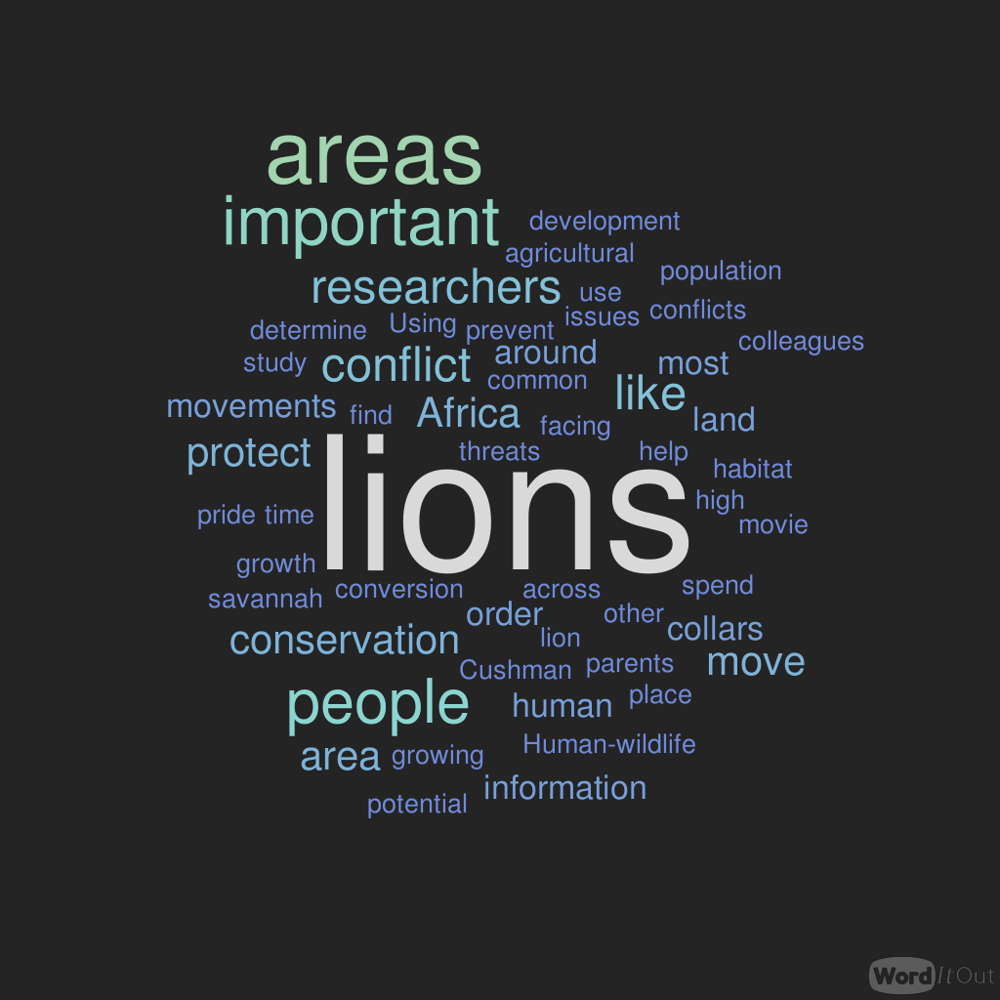 areas
important
development
agricultural
population
researchers
use
issues
conflicts
determine
Using
prevent
colleagues
study
conflict
around
most
common
like
movements
find
Africa
facing
land
protect
threats
help
habitat
lions
high
pride time
movie
growth
savannah
conversion
across
spend
order
other
collars
conservation
lion
Cushman
parents
move
people
human
place
area
growing
Human-wildlife
information
potential
WordItOut